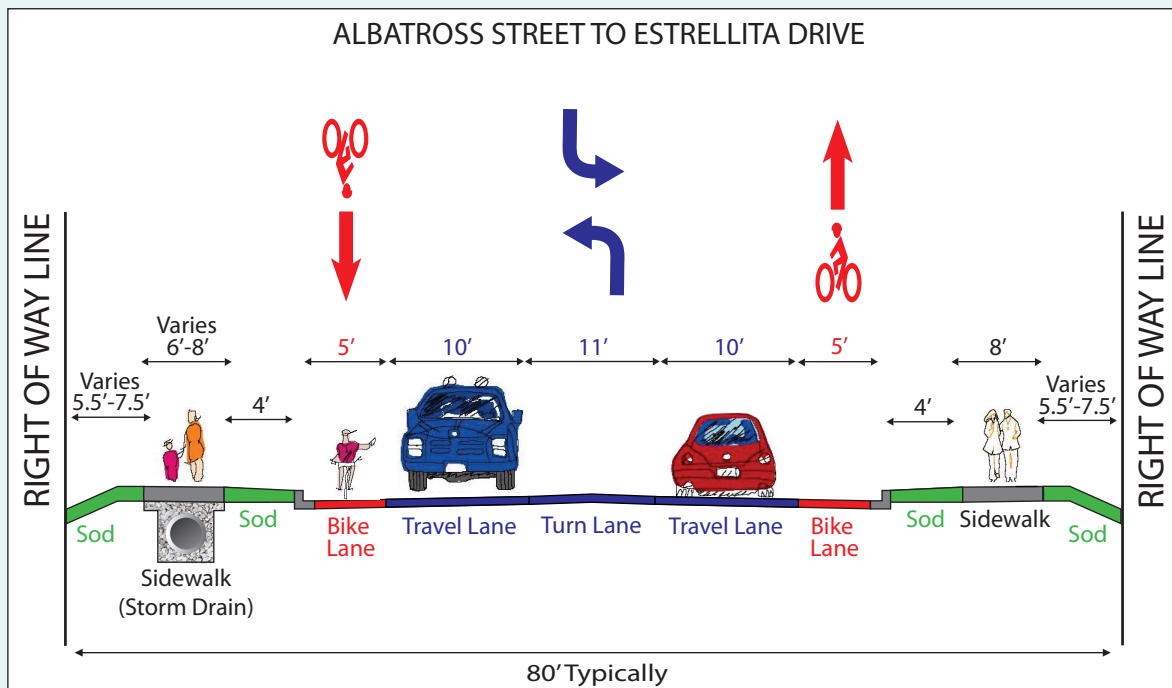 ALBATROSS STREET TO ESTRELLITA DRIVE
RIGHT OF WAY LINE
RIGHT OF WAY LINE
Varies
6’-8’
5’
10’
11’
10’
5’
8’
Varies
5.5’-7.5’
4’
4’
Varies
5.5’-7.5’
Sod
Sod
Bike
Lane
Travel Lane
Turn Lane
Travel Lane
Bike
Lane
Sod
Sidewalk
Sod
Sidewalk
(Storm Drain)
80’ Typically